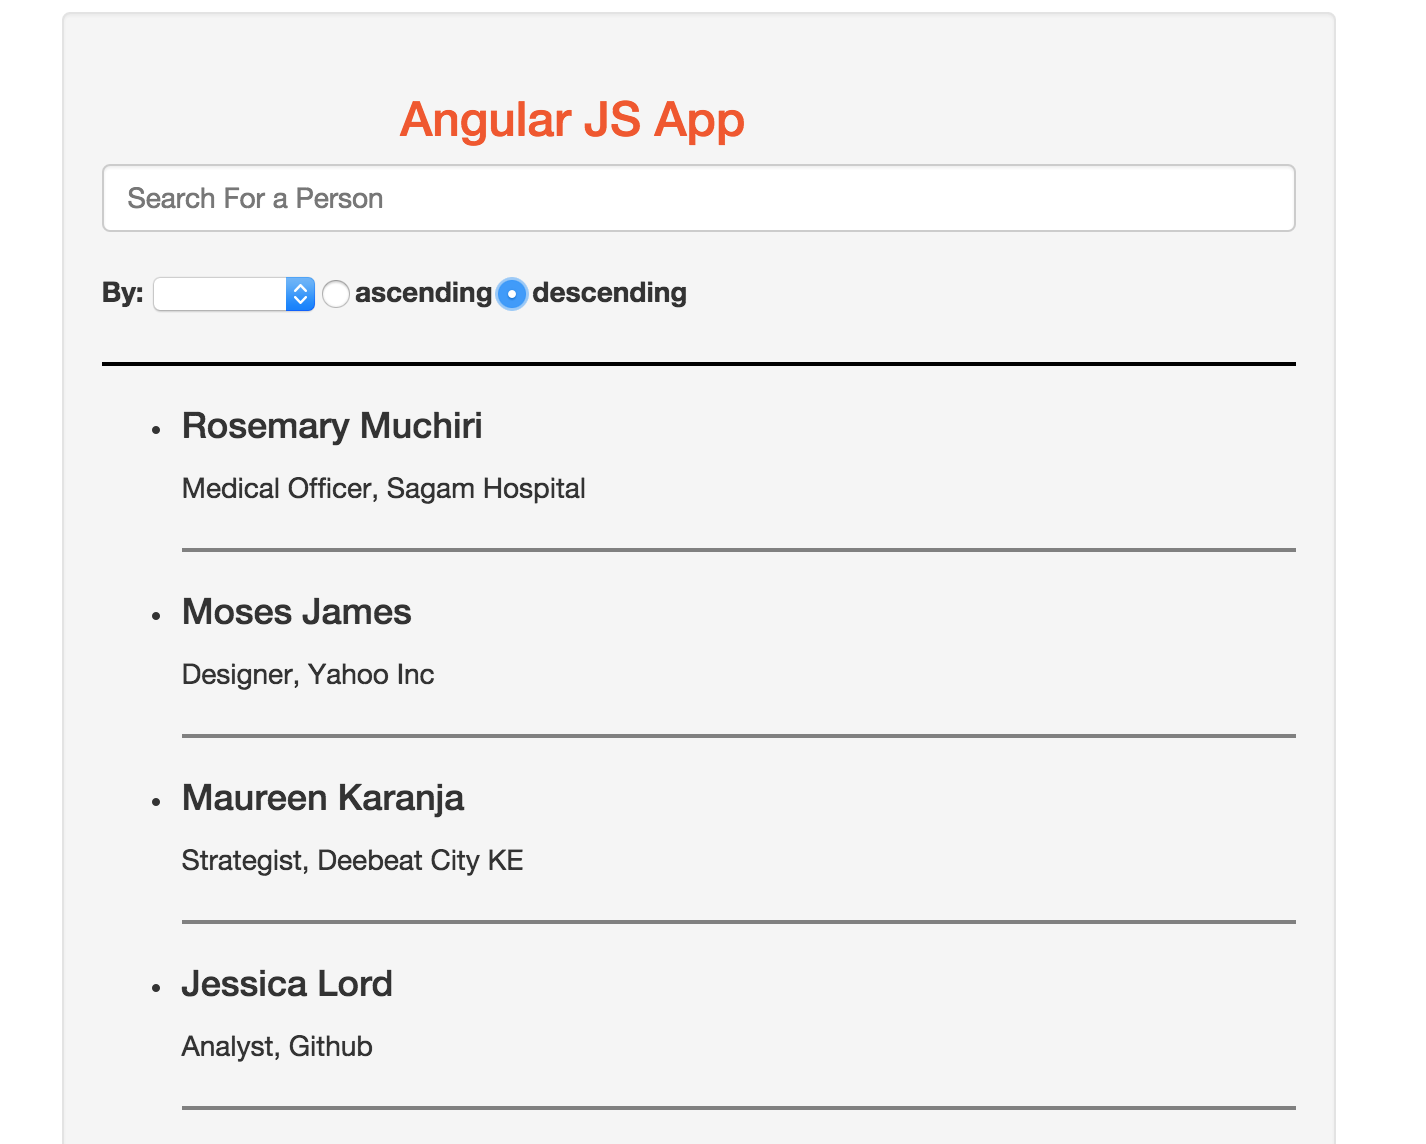 Angular JS App
Search For a Person
By: ascending descending
Rosemary Muchiri
Medical Officer, Sagam Hospital
Moses James
Designer, Yahoo Inc
Maureen Karanja
Strategist, Deebeat City KE
Jessica Lord
Analyst, Github